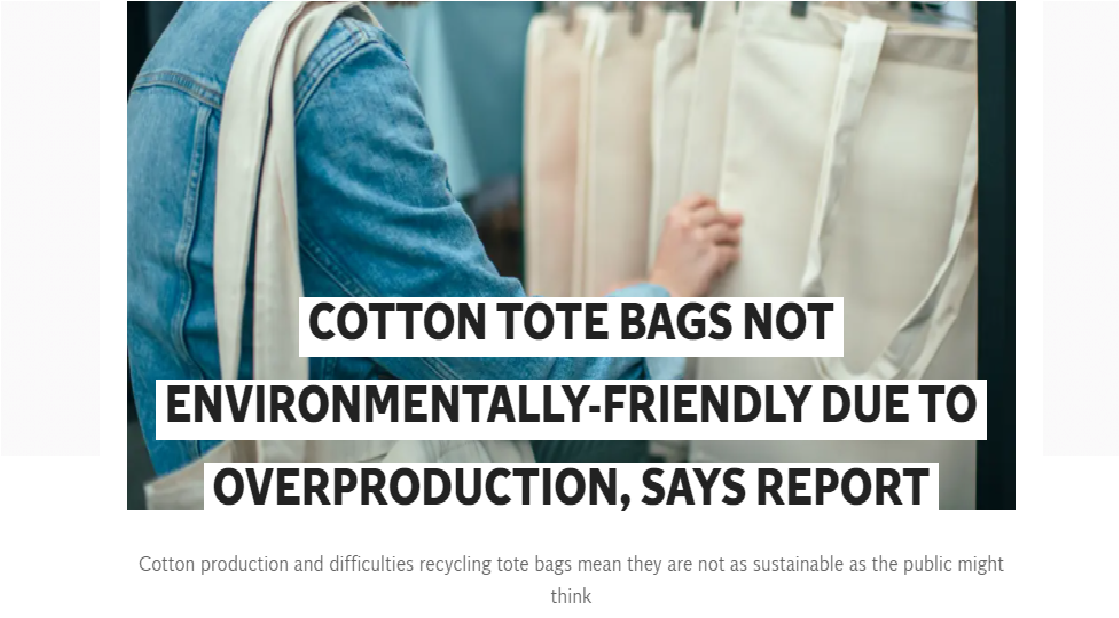 COTTON TOTE BAGS NOT
ENVIRONMENTALLY-FRIENDLY DUE TO
OVERPRODUCTION, SAYS REPORT
Cotton production and difficulties recycling tote bags mean they are not as sustainable as the public might
think